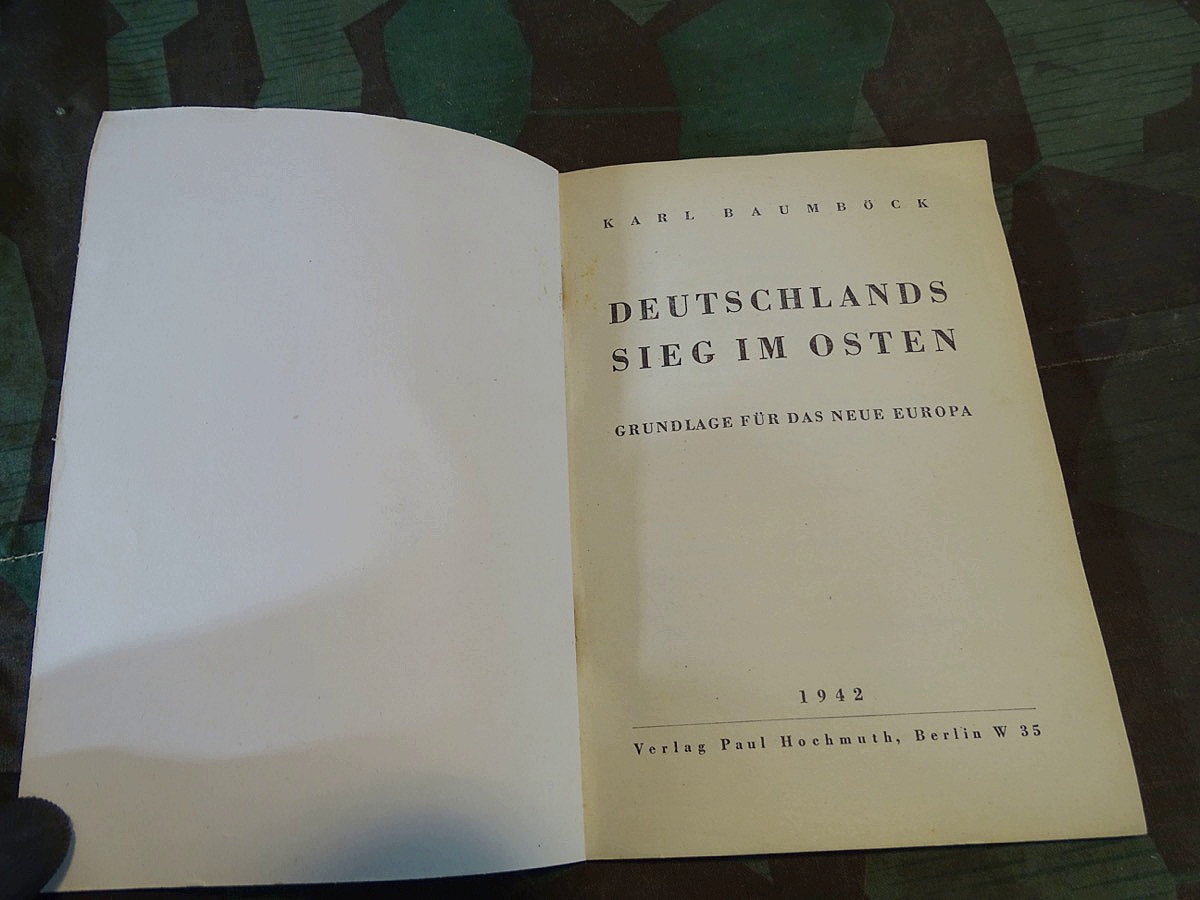 KARL BAUMBÖCK
DEUTSCHLANDS
SIEG IM OSTEN
GRUNDLAGE FÜR DAS NEUE EUROPA
1942
Verlag Paul Hochmuth, Berlin W 35